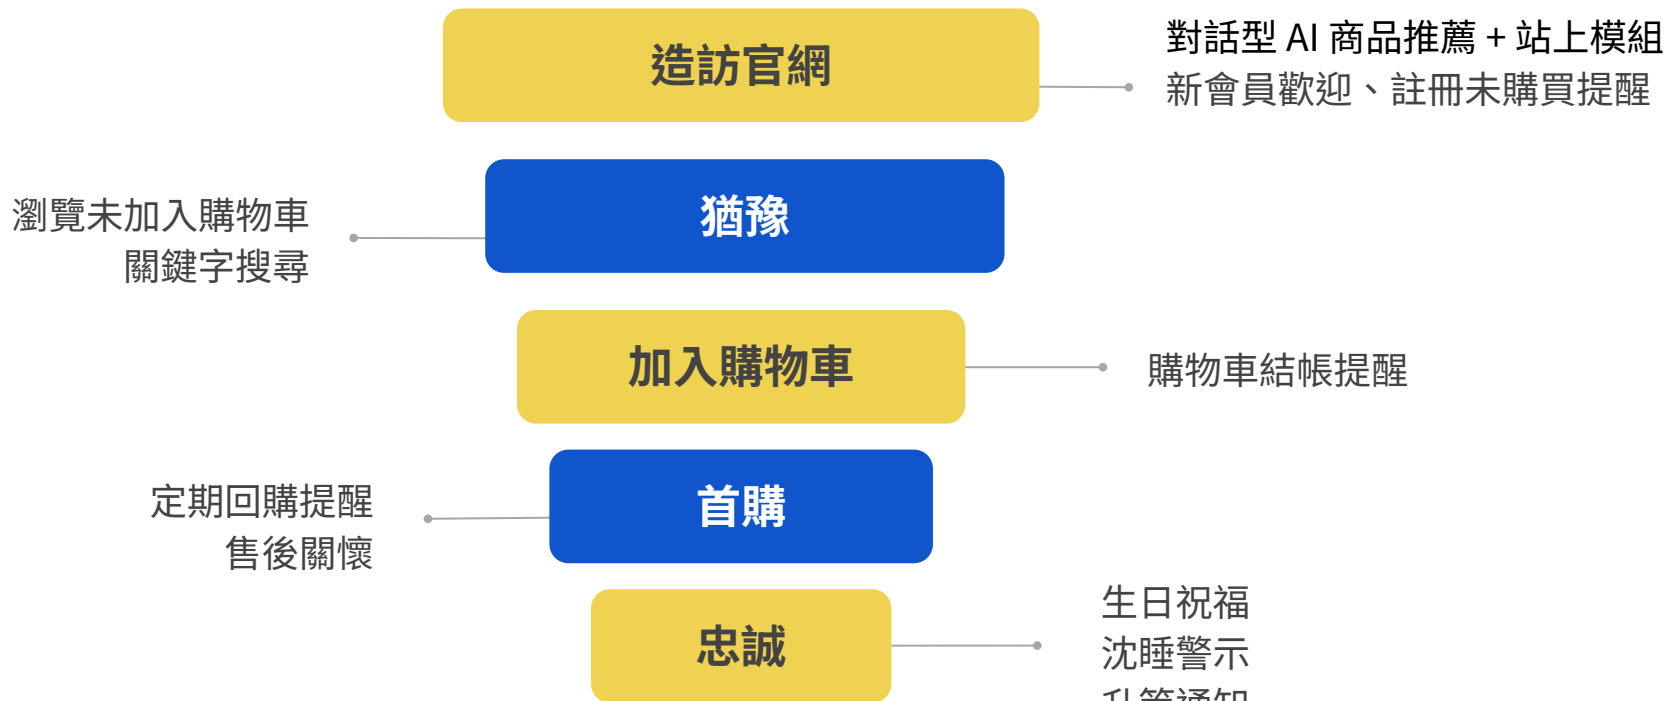 造訪官網
對話型 AI 商品推薦 + 站上模組
新會員歡迎、註冊未購買提醒
猶豫
瀏覽未加入購物車
關鍵字搜尋
加入購物車
購物車結帳提醒
首購
定期回購提醒
售後關懷
忠誠
生日祝福
沈睡警示